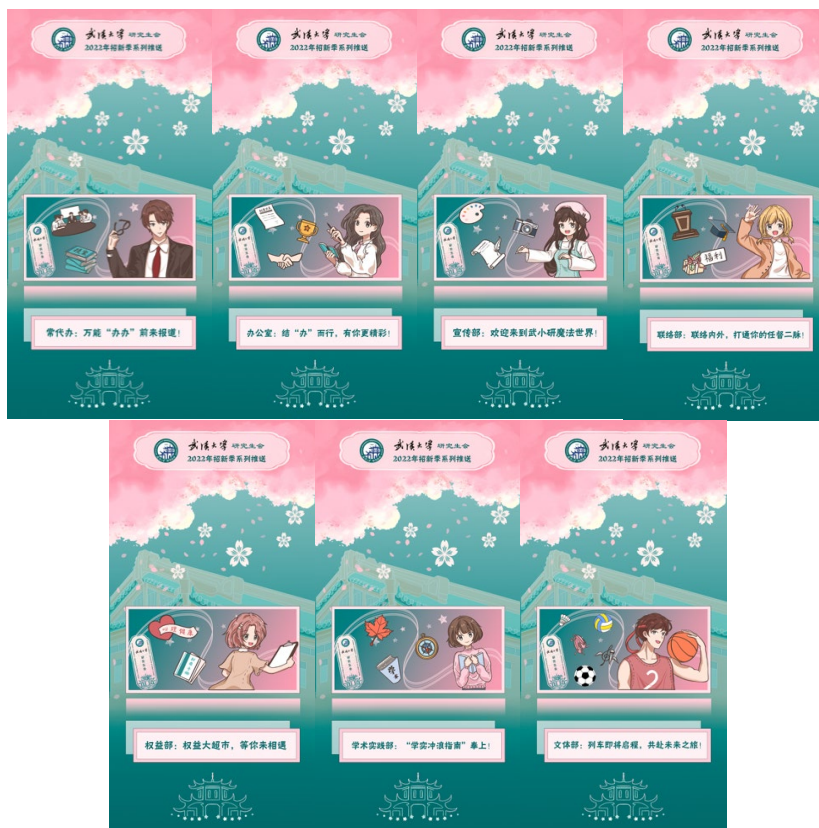 武汉大学 研究生会
2022年招新季系列推送
常代办：万能“办办”前来报道！
武汉大学 研究生会
2022年招新季系列推送
办公室：结“办”而行，有你更精彩！
武汉大学 研究生会
2022年招新季系列推送
宣传部：欢迎来到武小研魔法世界！
武汉大学 研究生会
2022年招新季系列推送
福利
联络部：联络内外，打通你的任督二脉！
武汉大学 研究生会
2022年招新季系列推送
心理健康
权益部：权益大超市，等你来相遇
武汉大学 研究生会
2022年招新季系列推送
学术实践部：“学实冲浪指南”奉上！
武汉大学 研究生会
2022年招新季系列推送
2
文体部：列车即将启程，共赴未来之旅！